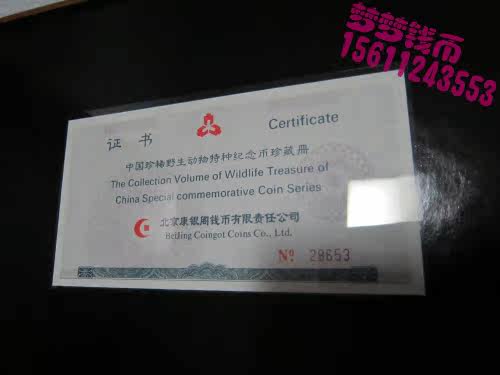 梦梦钱币
15611243553
证书
Certificate
中国珍稀野生动物特种纪念币珍藏册
The Collection Volume of Wildlife Treasure of
China Special commemorative Coin Series
北京康银阁钱币有限责任公司
BeiJing Coingot Coins Co., Ltd.
Nº 28653